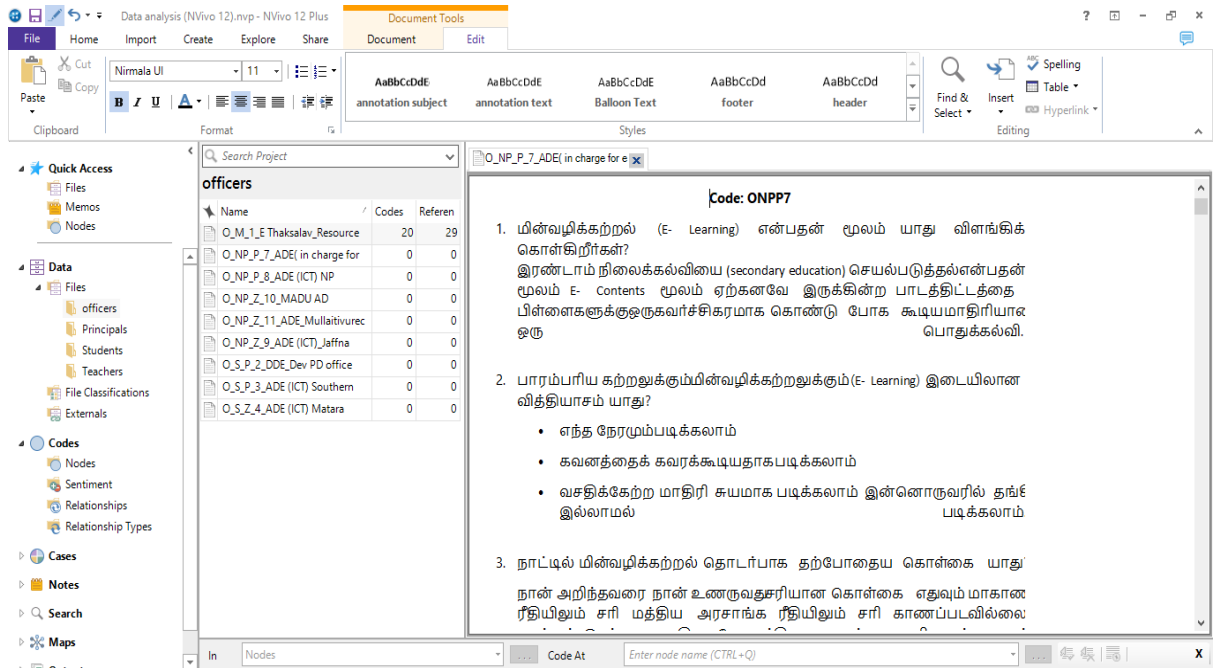 Data analysis (NVivo 12).nvp - NVivo 12 Plus
Document Tools
File Home Import Create Explore Share Document Edit
Paste
Cut
Copy
Clipboard
Nirmala UI 11
B I U A
Format
AaBbCcDdE AaBbCcDdE AaBbCcDdE AaBbCcDd AaBbCcDd
annotation subject annotation text Balloon Text footer header
Styles
Find & Select
Insert
ABC Spelling
Table
Hyperlink
Editing
Quick Access
Files
Memos
Nodes
Data
Files
officers
Principals
Students
Teachers
File Classifications
Externals
Codes
Nodes
Sentiment
Relationships
Relationship Types
Cases
Notes
Search
Maps
Search Project
officers
Name Codes Referen
O_M_1_E Thaksalav_Resource 20 29
O_NP_P_7_ADE( in charge for 0 0
O_NP_P_8_ADE (ICT) NP 0 0
O_NP_Z_10_MADU AD 0 0
O_NP_Z_11_ADE_Mullaitivurec 0 0
O_NP_Z_9_ADE (ICT)_Jaffna 0 0
O_S_P_2_DDE_Dev PD office 0 0
O_S_P_3_ADE (ICT) Southern 0 0
O_S_Z_4_ADE (ICT) Matara 0 0
O_NP_P_7_ADE( in charge for e
Code: ONPP7
1. மின்வழிக்கற்றல் (E- Learning) என்பதன் மூலம் யாது விளங்கிக்
கொள்கிறீர்கள்?
இரண்டாம் நிலைக்கல்வியை (secondary education) செயல்படுத்தல்என்பதன்
மூலம் E- Contents மூலம் ஏற்கனவே இருக்கின்ற பாடத்திட்டத்தை
பிள்ளைகளுக்குஒருகவர்ச்சிகரமாக கொண்டு போக கூடியமாதிரியான
ஒரு பொதுக்கல்வி.
2. பாரம்பரிய கற்றலுக்கும்மின்வழிக்கற்றலுக்கும்(E- Learning) இடையிலான
வித்தியாசம் யாது?
• எந்த நேரமும்படிக்கலாம்
• கவனத்தைக் கவரக்கூடியதாகபடிக்கலாம்
• வசதிக்கேற்ற மாதிரி சுயமாக படிக்கலாம் இன்னொருவரில் தங்கி
இல்லாமல் படிக்கலாம்
3. நாட்டில் மின்வழிக்கற்றல் தொடர்பாக தற்போதைய கொள்கை யாது?
நான் அறிந்தவரை நான் உணருவதுசரியான கொள்கை எதுவும் மாகாண
ரீதியிலும் சரி மத்திய அரசாங்க ரீதியிலும் சரி காணப்படவில்லை
In Nodes ... Code At Enter node name (CTRL+Q) ... X